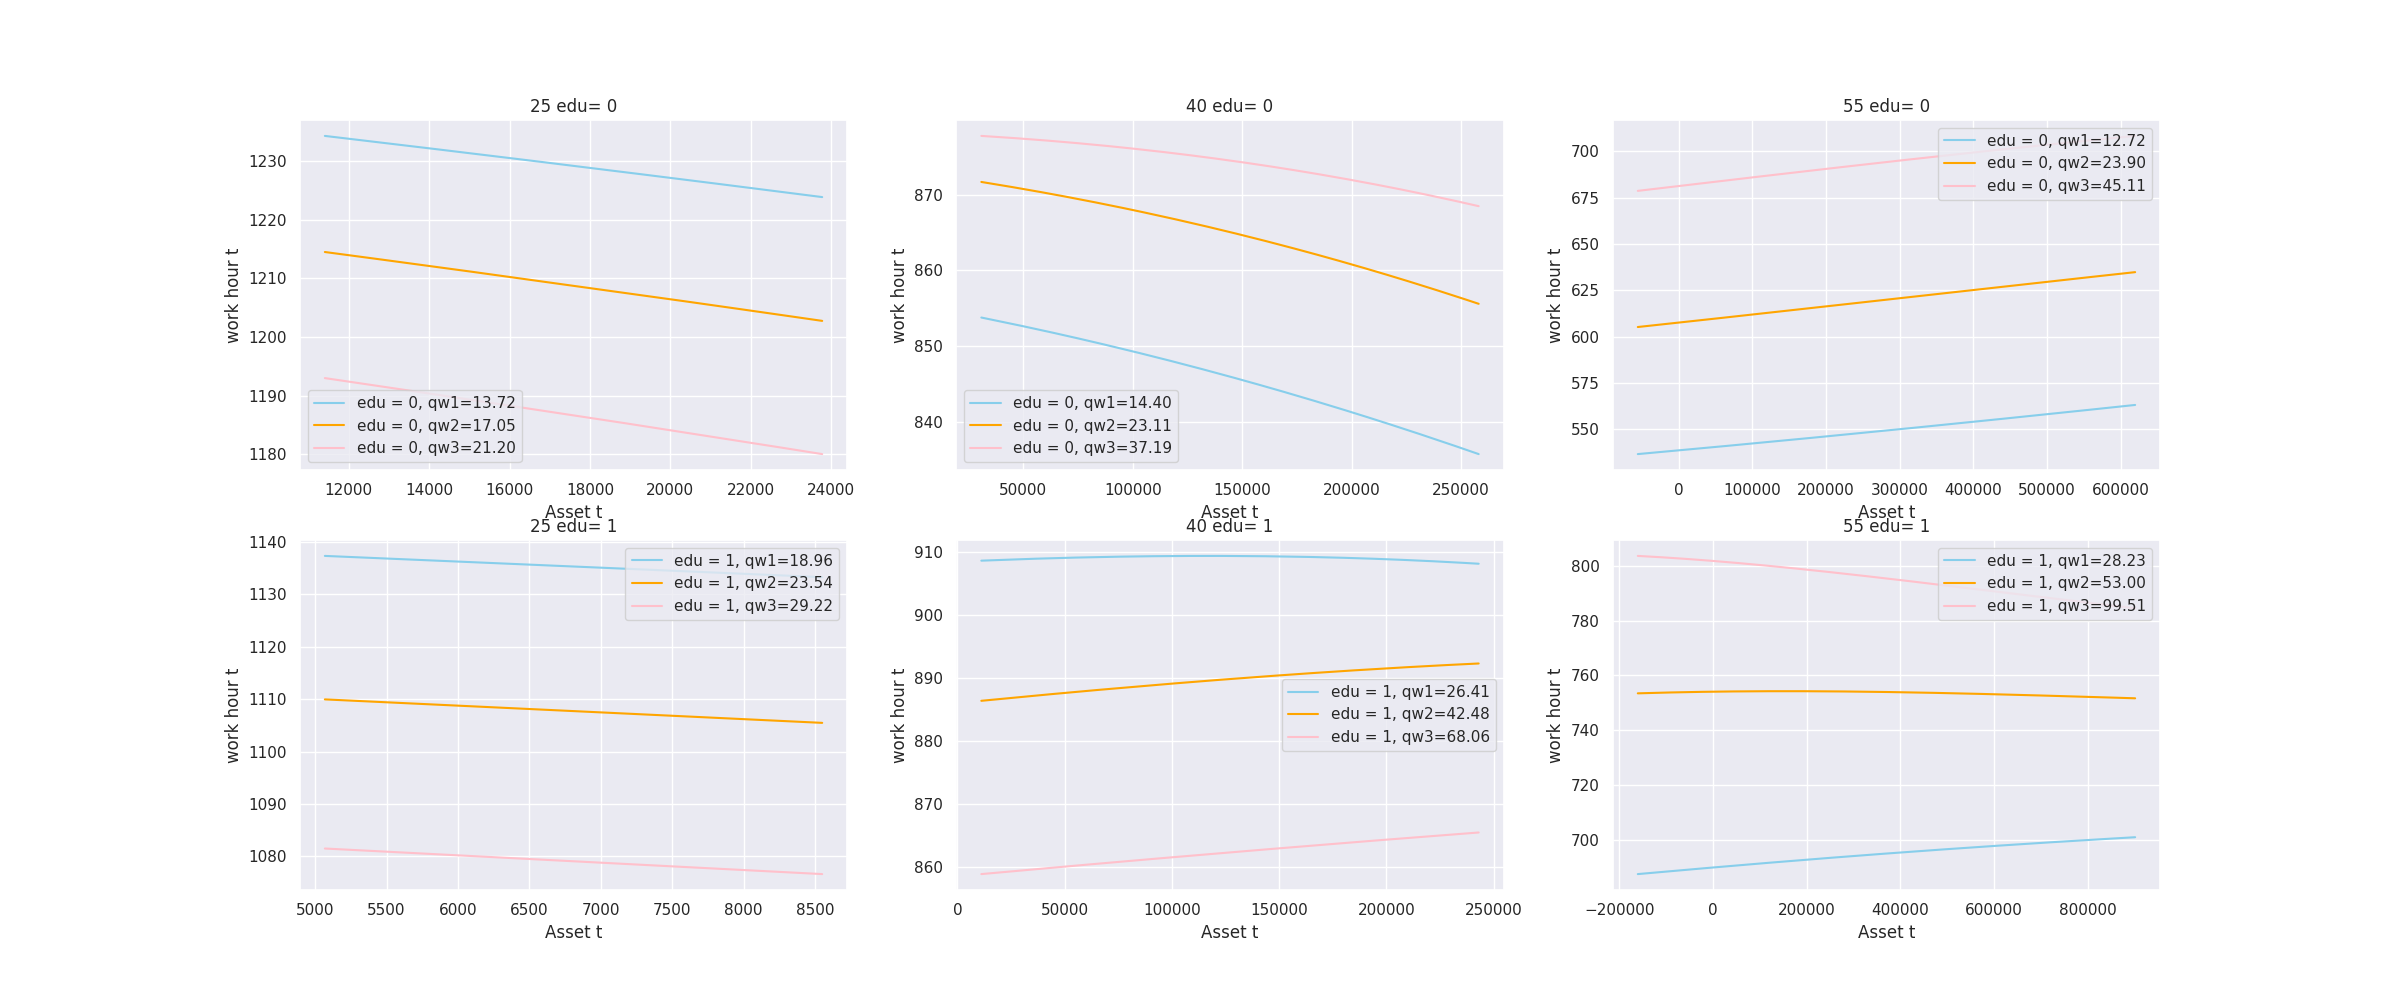 25 edu= 0
work hour t
1230
1220
1210
1200
1190
1180
edu = 0, qw1=13.72
edu = 0, qw2=17.05
edu = 0, qw3=21.20
12000 14000 16000 18000 20000 22000 24000
Asset t
40 edu= 0
work hour t
870
860
850
840
edu = 0, qw1=14.40
edu = 0, qw2=23.11
edu = 0, qw3=37.19
50000 100000 150000 200000 250000
Asset t
55 edu= 0
work hour t
700
675
650
625
600
575
550
edu = 0, qw1=12.72
edu = 0, qw2=23.90
edu = 0, qw3=45.11
0 100000 200000 300000 400000 500000 600000
Asset t
25 edu= 1
work hour t
1140
1130
1120
1110
1100
1090
1080
edu = 1, qw1=18.96
edu = 1, qw2=23.54
edu = 1, qw3=29.22
5000 5500 6000 6500 7000 7500 8000 8500
Asset t
40 edu= 1
work hour t
910
900
890
880
870
860
edu = 1, qw1=26.41
edu = 1, qw2=42.48
edu = 1, qw3=68.06
0 50000 100000 150000 200000 250000
Asset t
55 edu= 1
work hour t
800
780
760
740
720
700
edu = 1, qw1=28.23
edu = 1, qw2=53.00
edu = 1, qw3=99.51
−200000 0 200000 400000 600000 800000
Asset t